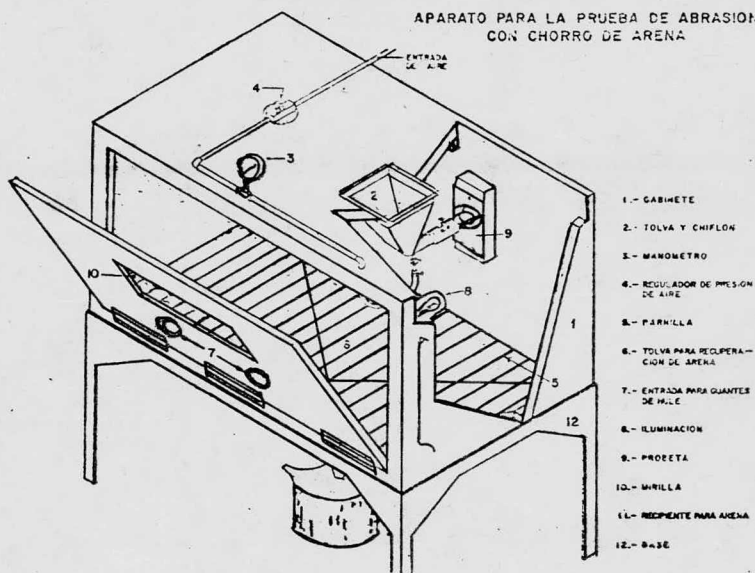 APARATO PARA LA PRUEBA DE ABRASION
CON CHORRO DE ARENA
ENTRADA
DE AIRE
4
3
2
9
10
8
1
7
6
5
12
1.- GABINETE
2.- TOLVA Y CHIFLON
3.- MANOMETRO
4.- REGULADOR DE PRESION
DE AIRE
5.- PARRILLA
6.- TOLVA PARA RECUPERA-
CION DE ARENA
7.- ENTRADA PARA GUANTES
DE HULE
8.- ILUMINACION
9.- PROBETA
10.- MIRILLA
11.- RECIPIENTE PARA ARENA
12.- BASE